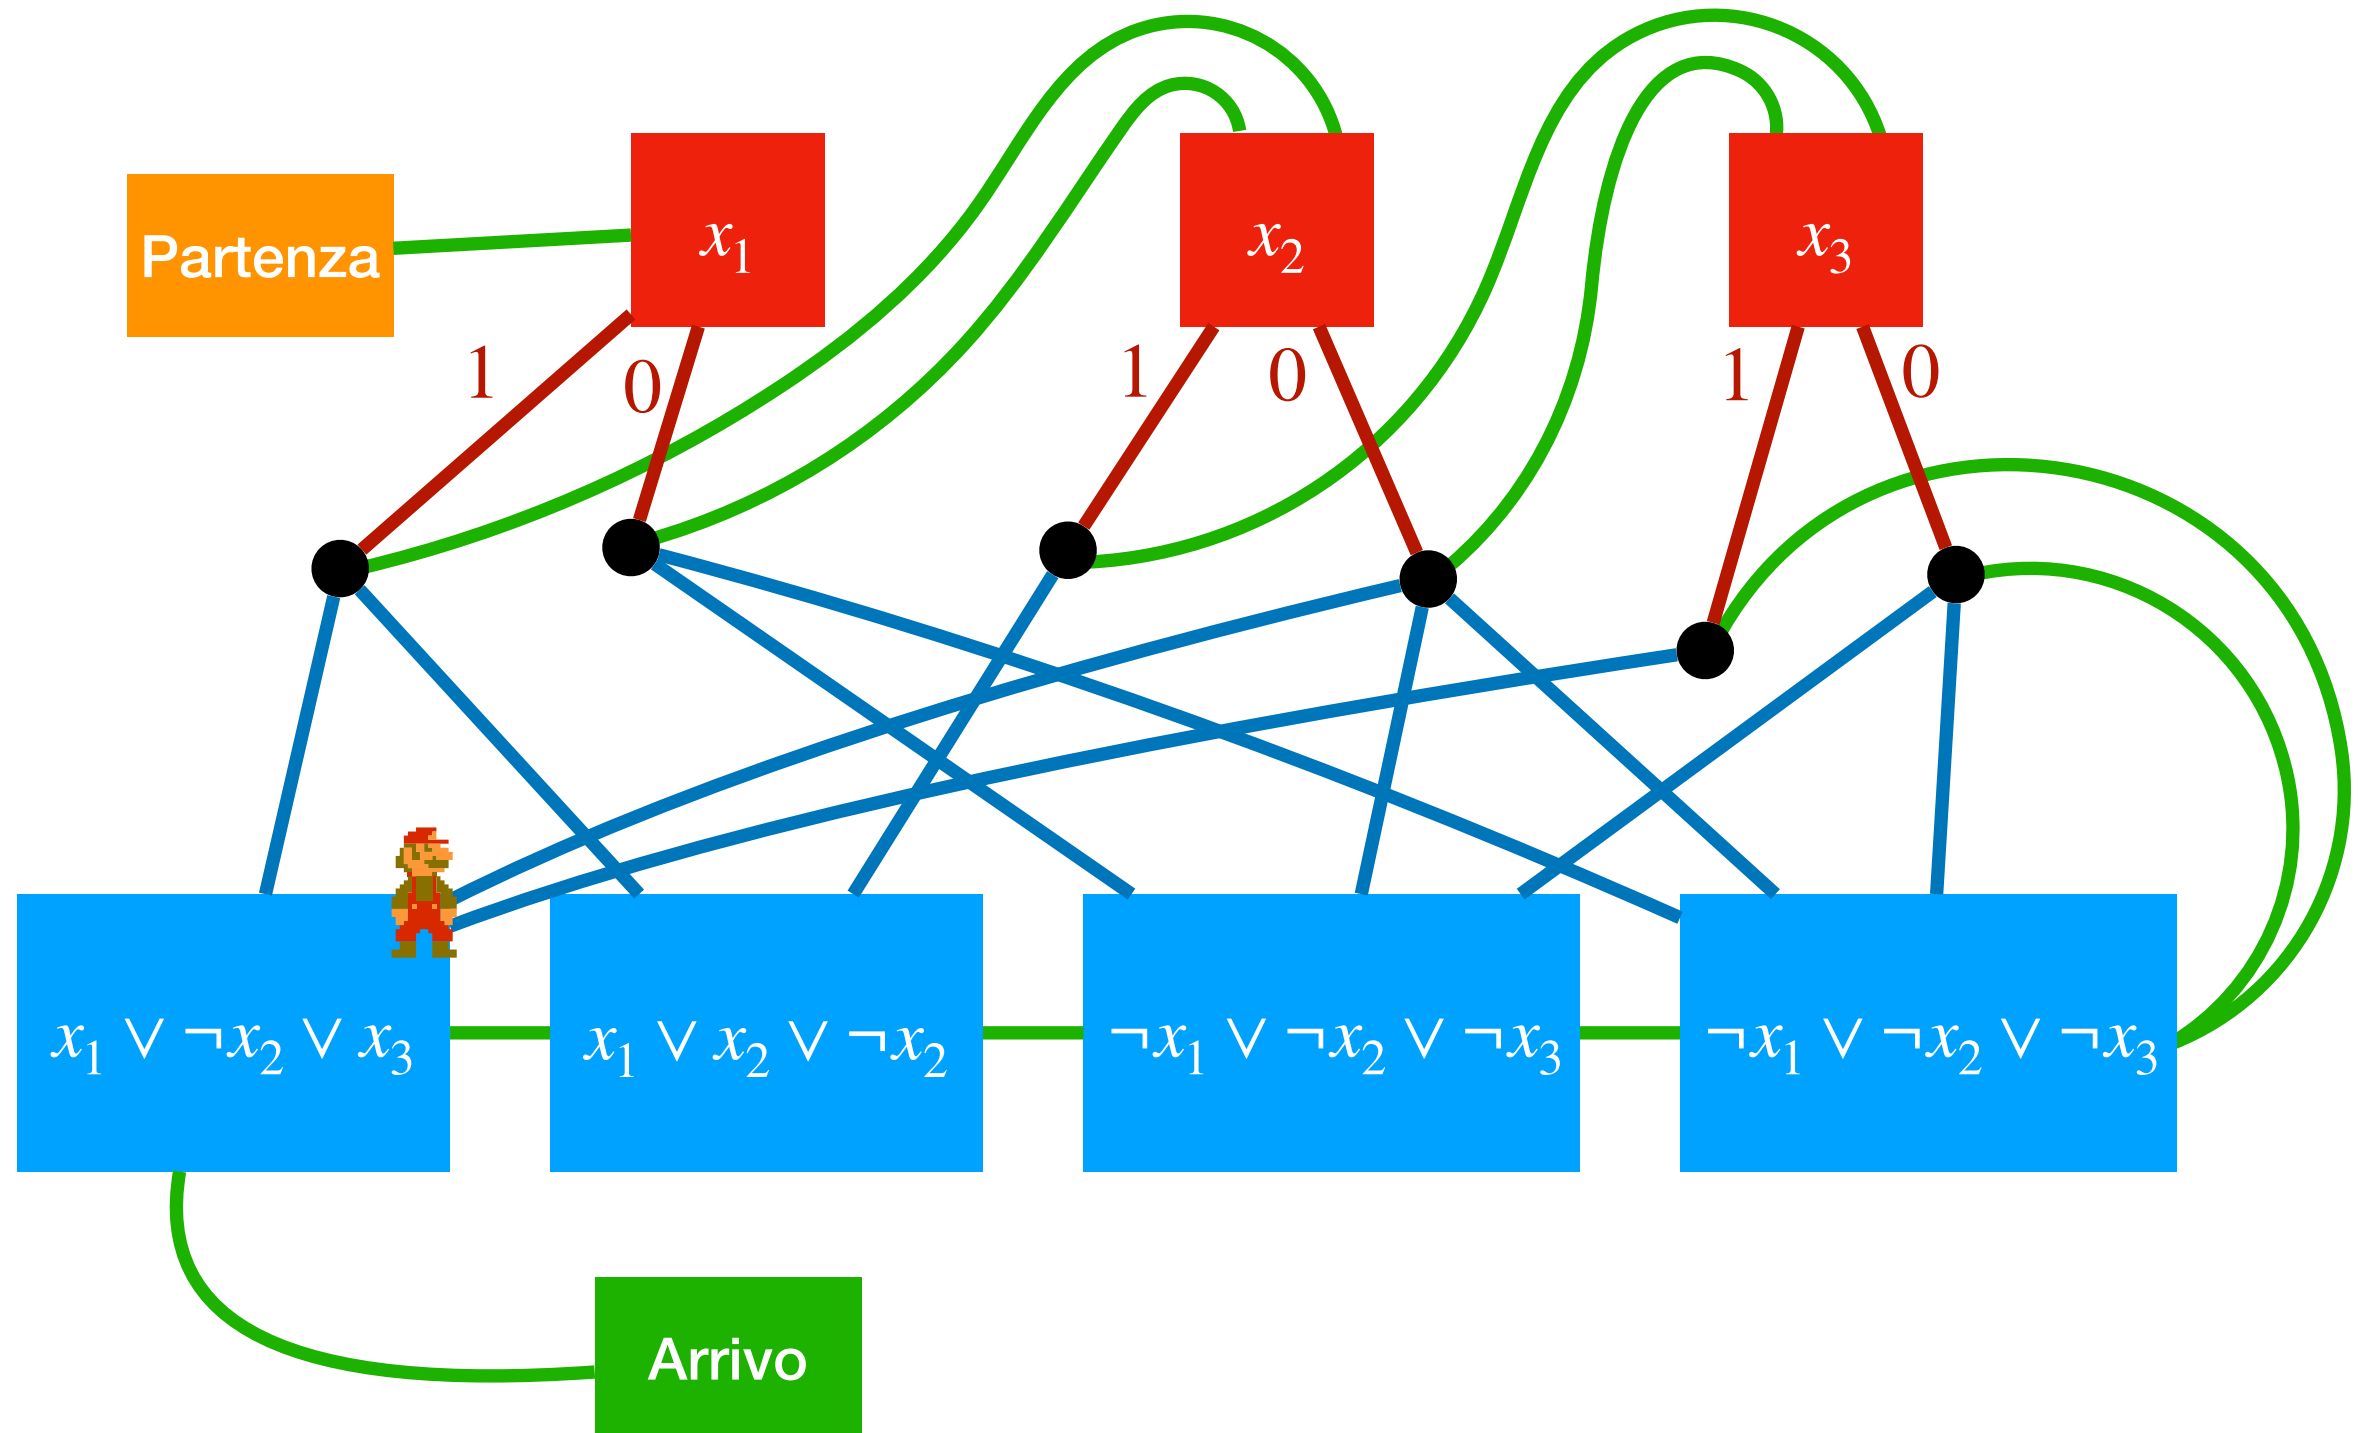 Partenza
x₁
x₂
x₃
1
0
1
0
1
0
x₁ ∨ ¬x₂ ∨ x₃
x₁ ∨ x₂ ∨ ¬x₂
¬x₁ ∨ ¬x₂ ∨ ¬x₃
¬x₁ ∨ ¬x₂ ∨ ¬x₃
Arrivo